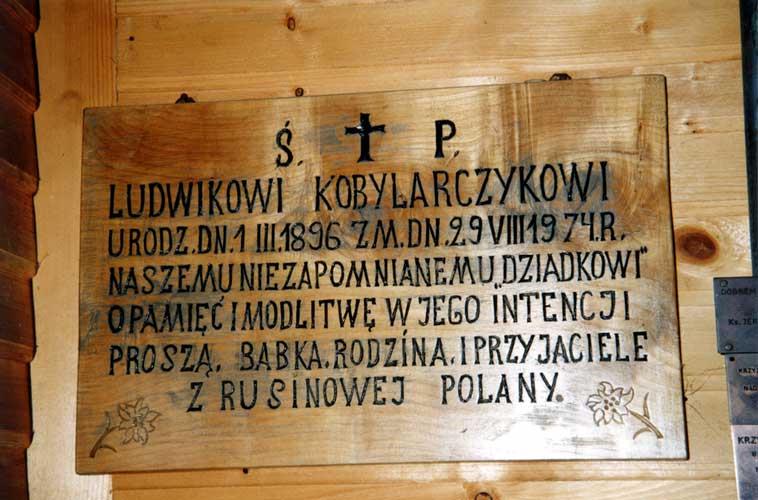 Ś. ✝ P.
LUDWIKOWI KOBYLARCZYKOWI
URODZ.DN.1 III.1896 ZM.DN.29 VIII 1974.R.
NASZEMU NIEZAPOMNIANEMU „DZIADKOWI"
O PAMIĘĆ I MODLITWĘ W JEGO INTENCJI
PROSZĄ. BABKA. RODZINA. I PRZYJACIELE
Z RUSINOWEJ POLANY.